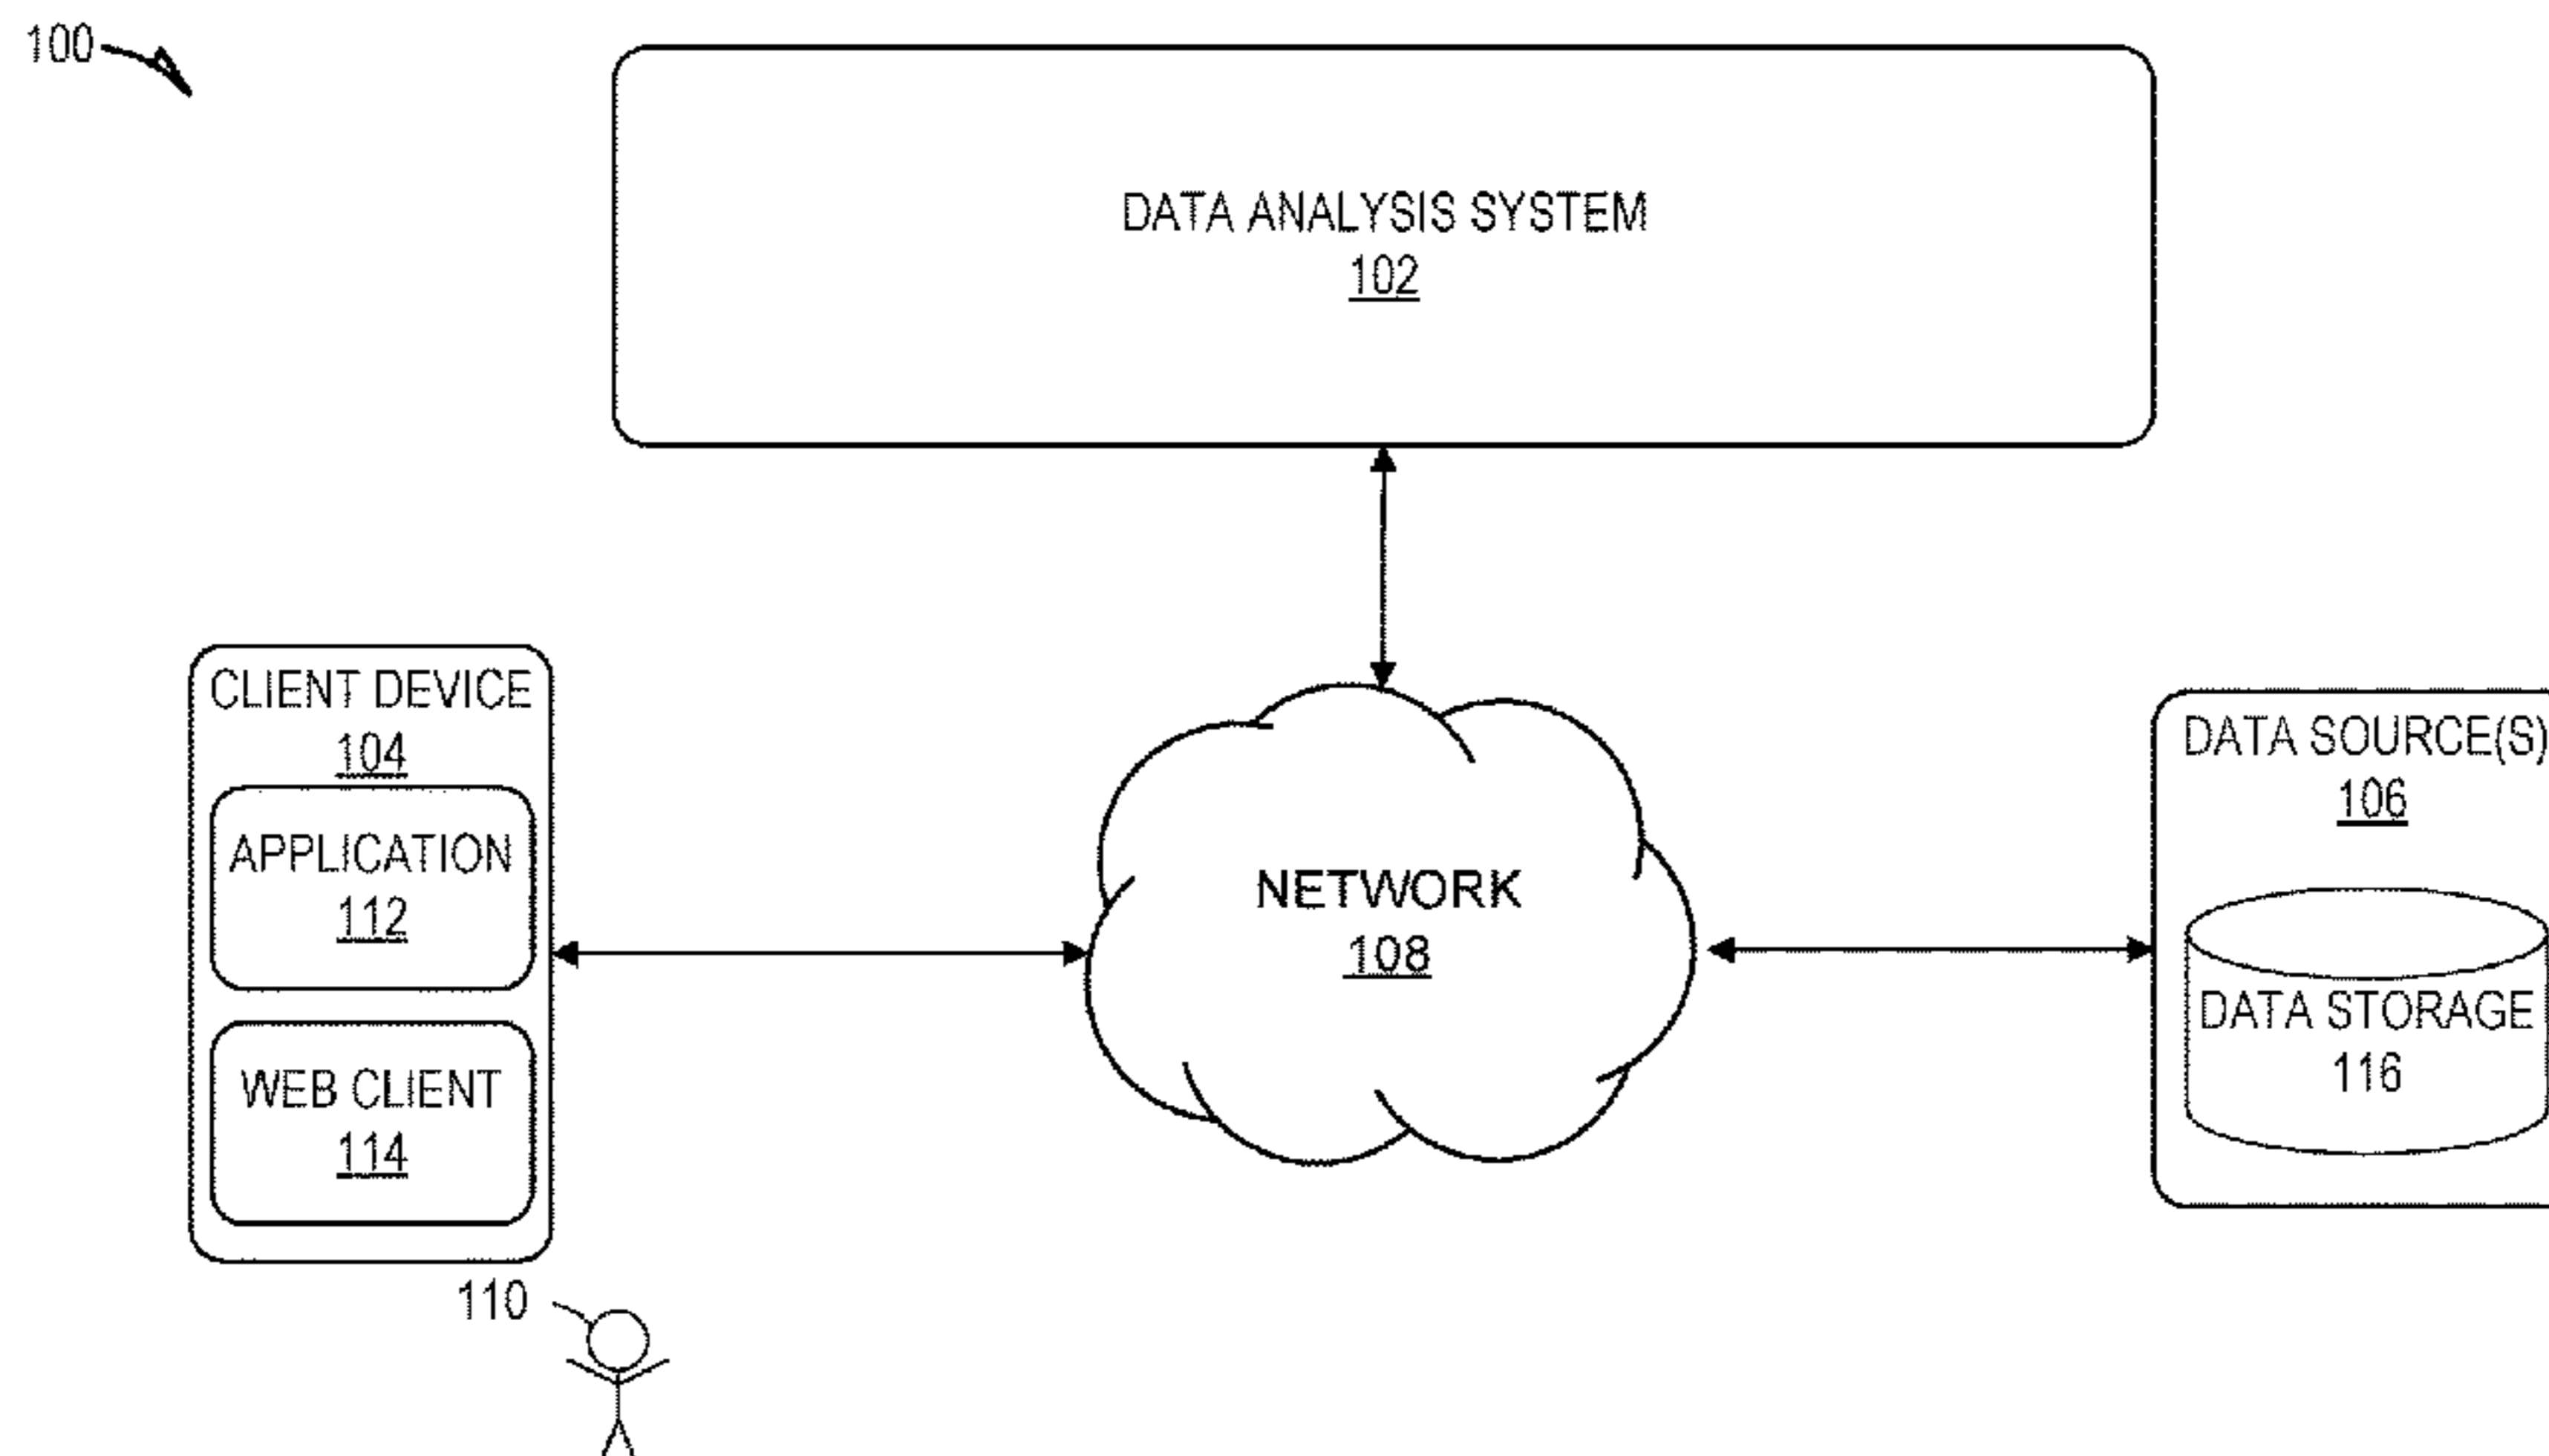 100
DATA ANALYSIS SYSTEM
102
CLIENT DEVICE
104
APPLICATION
112
WEB CLIENT
114
110
NETWORK
108
DATA SOURCE(S)
106
DATA STORAGE
116